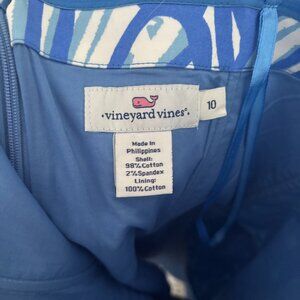 ·vineyard vines®
10
Made in
Philippines
Shell:
98% Cotton
2% Spandex
Lining:
100% Cotton